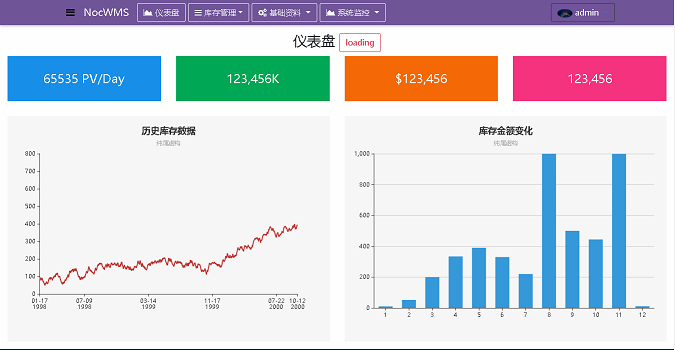 NocWMS 仪表盘 库存管理 基础资料 系统监控 admin
仪表盘 loading
65535 PV/Day 123,456K $123,456 123,456
历史库存数据
纯属虚构
800
700
600
500
400
300
200
100
0
01-17 07-09 03-14 11-17 07-22 10-12
1998 1998 1999 1999 2000 2000
库存金额变化
纯属虚构
1,000
800
600
400
200
0
1 2 3 4 5 6 7 8 9 10 11 12